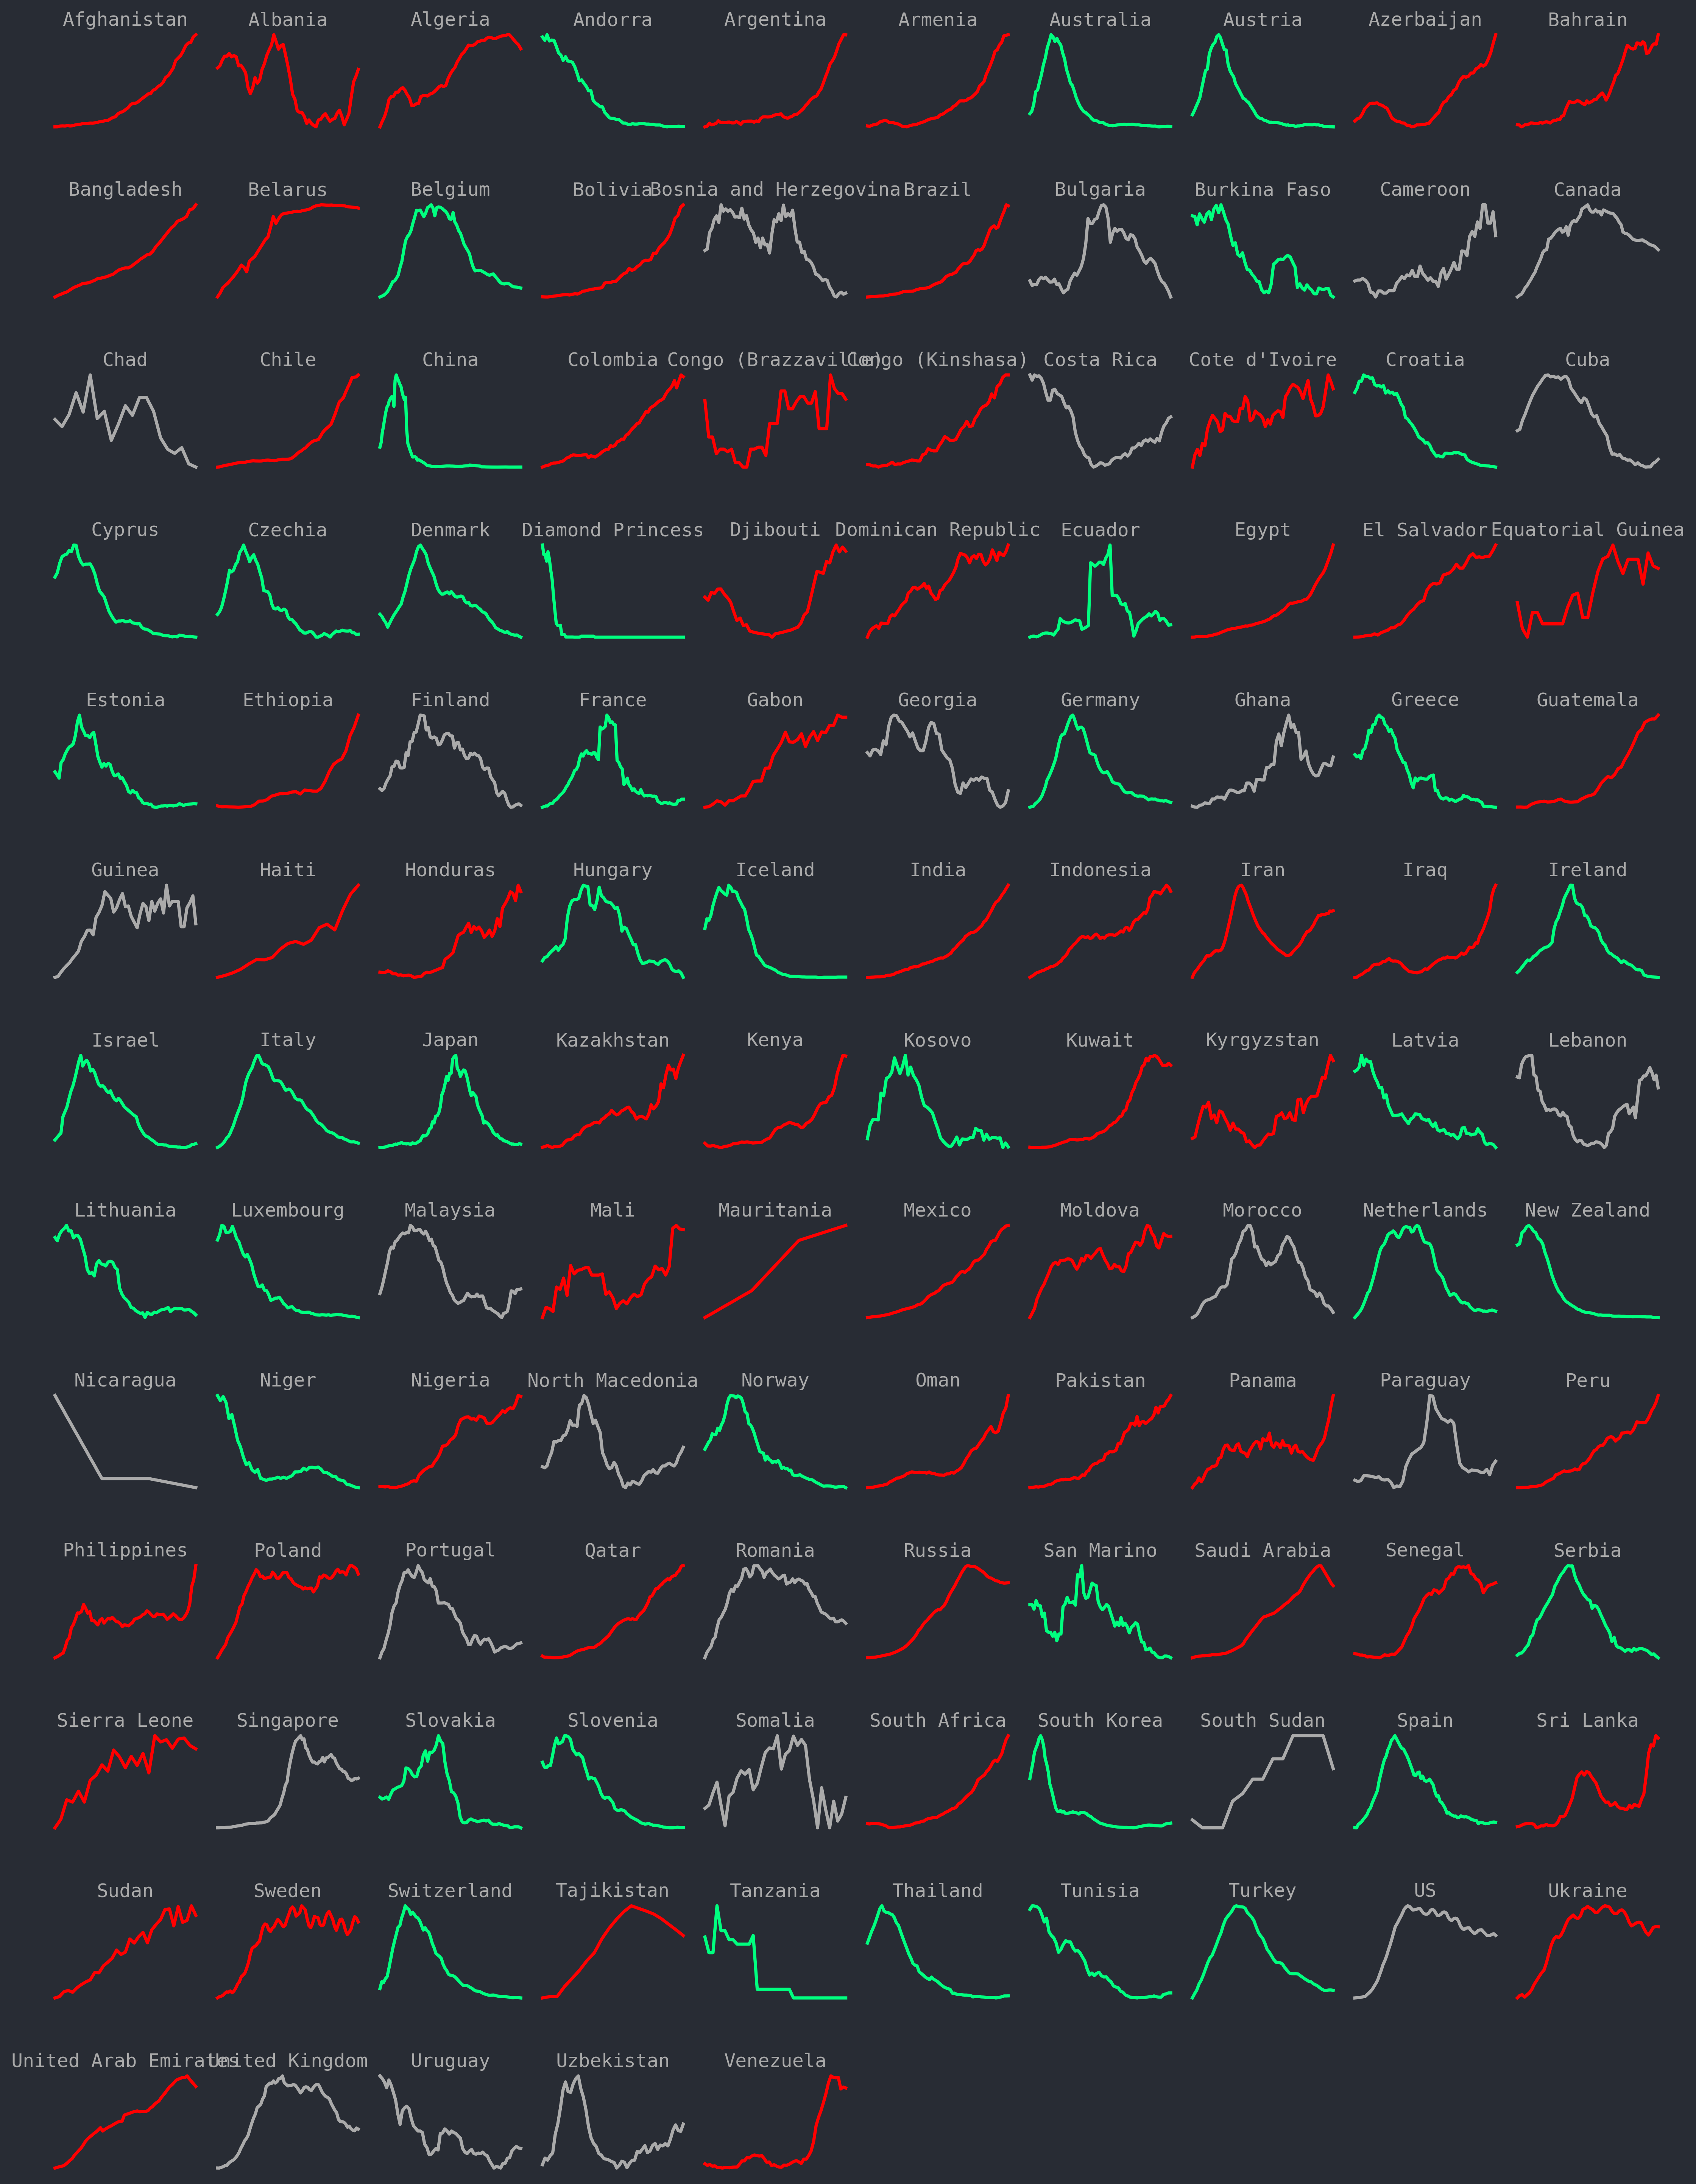 Afghanistan Albania Algeria Andorra Argentina Armenia Australia Austria Azerbaijan Bahrain
Bangladesh Belarus Belgium Bolivia Bosnia and Herzegovina Brazil Bulgaria Burkina Faso Cameroon Canada
Chad Chile China Colombia Congo (Brazzaville) Congo (Kinshasa) Costa Rica Cote d'Ivoire Croatia Cuba
Cyprus Czechia Denmark Diamond Princess Djibouti Dominican Republic Ecuador Egypt El Salvador Equatorial Guinea
Estonia Ethiopia Finland France Gabon Georgia Germany Ghana Greece Guatemala
Guinea Haiti Honduras Hungary Iceland India Indonesia Iran Iraq Ireland
Israel Italy Japan Kazakhstan Kenya Kosovo Kuwait Kyrgyzstan Latvia Lebanon
Lithuania Luxembourg Malaysia Mali Mauritania Mexico Moldova Morocco Netherlands New Zealand
Nicaragua Niger Nigeria North Macedonia Norway Oman Pakistan Panama Paraguay Peru
Philippines Poland Portugal Qatar Romania Russia San Marino Saudi Arabia Senegal Serbia
Sierra Leone Singapore Slovakia Slovenia Somalia South Africa South Korea South Sudan Spain Sri Lanka
Sudan Sweden Switzerland Tajikistan Tanzania Thailand Tunisia Turkey US Ukraine
United Arab Emirates United Kingdom Uruguay Uzbekistan Venezuela